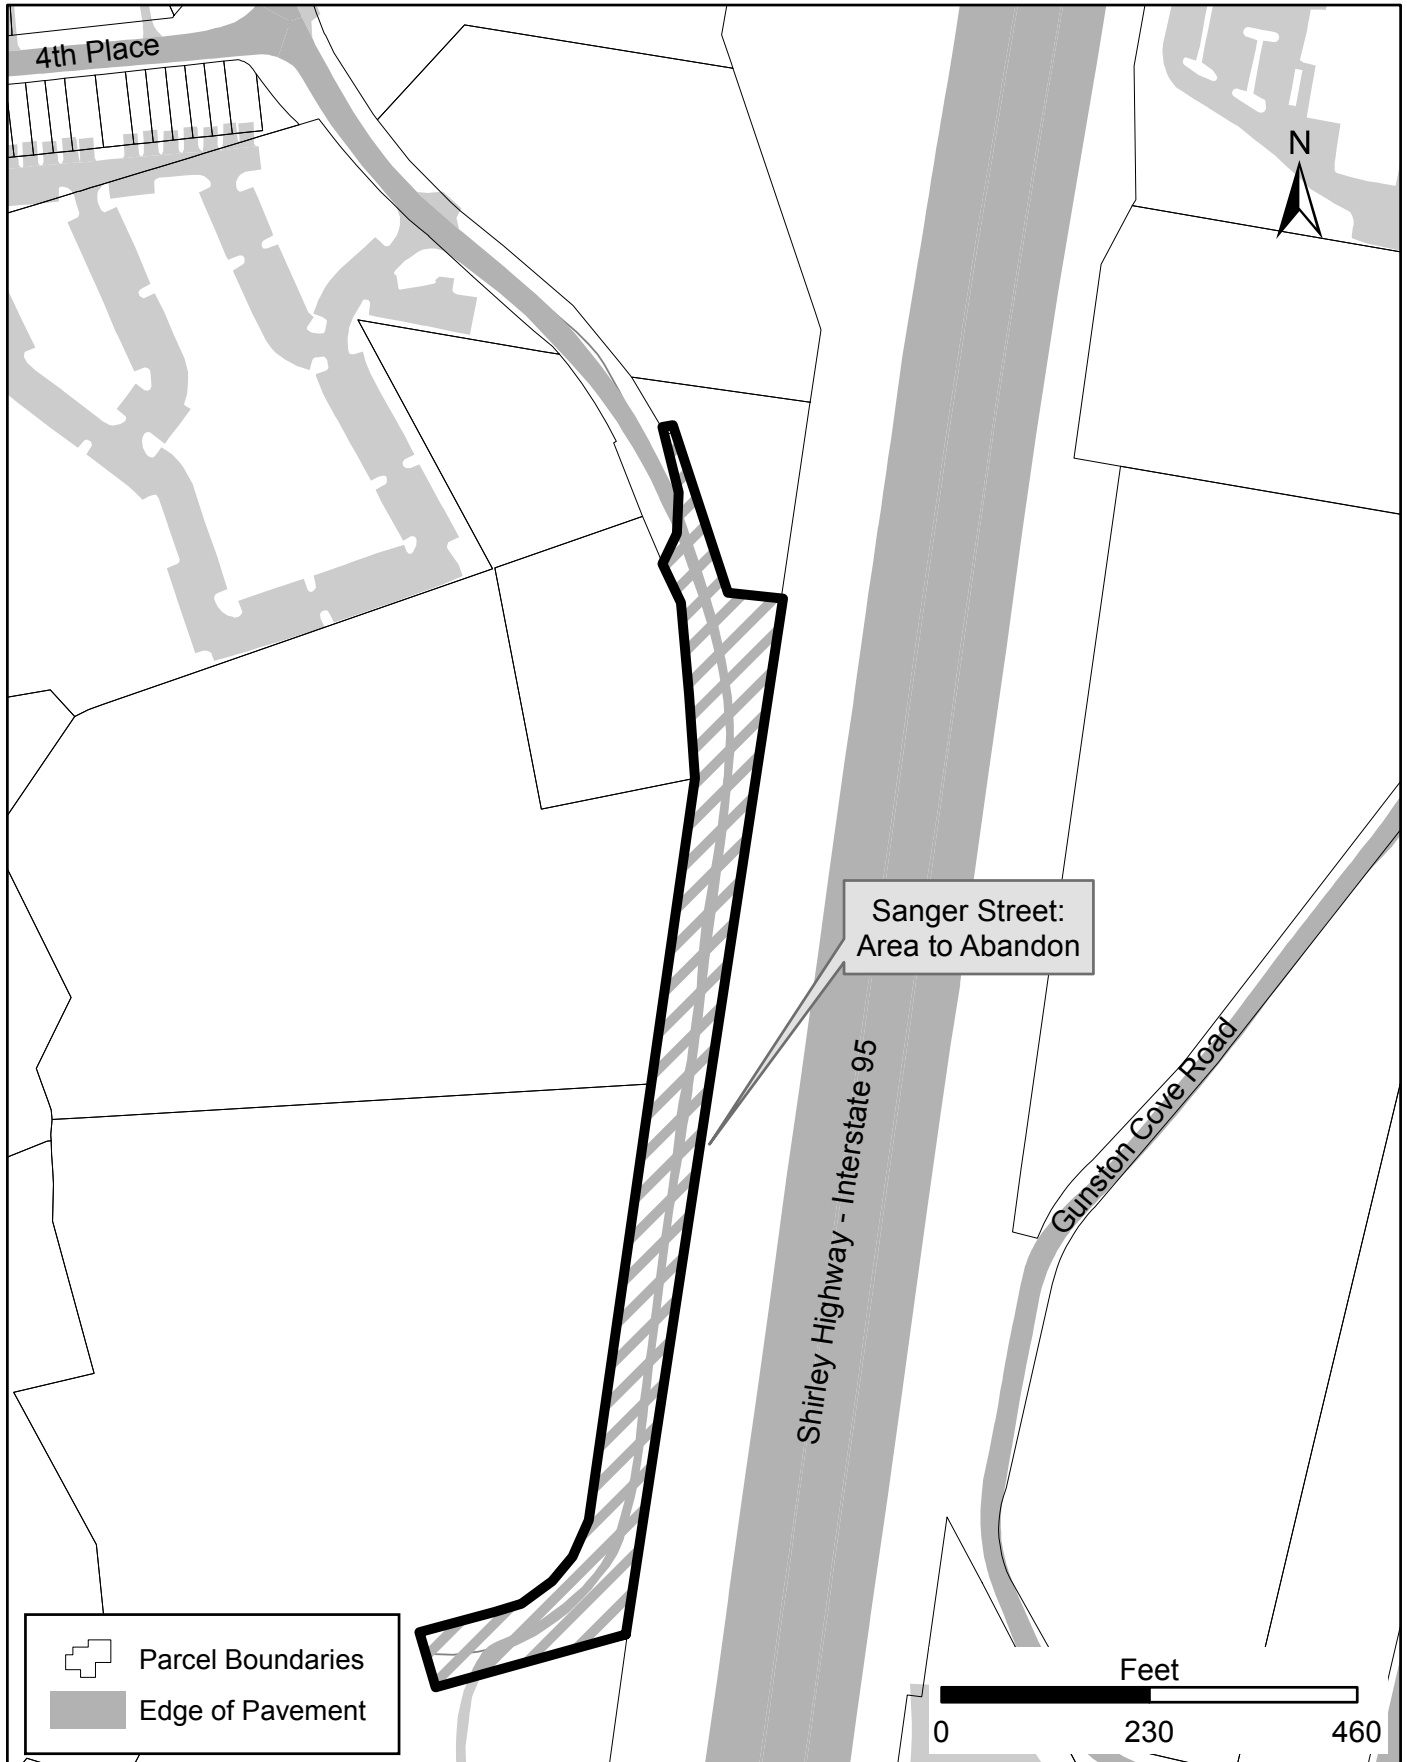 4th Place
N
Sanger Street:
Area to Abandon
Shirley Highway - Interstate 95
Gunston Cove Road
Parcel Boundaries
Edge of Pavement
Feet
0 230 460